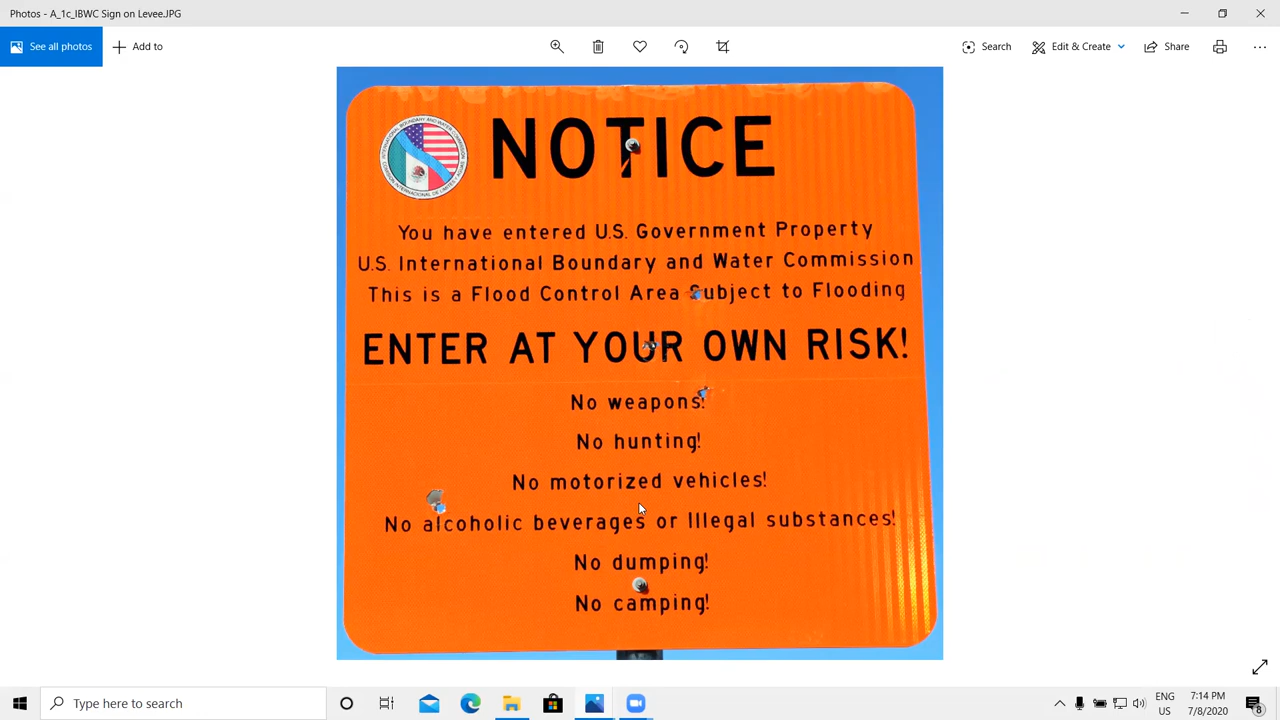 Photos - A_1c_IBWC Sign on Levee.JPG
See all photos
Add to
Search
Edit & Create
Share
NOTICE
You have entered U.S. Government Property
U.S. International Boundary and Water Commission
This is a Flood Control Area Subject to Flooding
ENTER AT YOUR OWN RISK!
No weapons!
No hunting!
No motorized vehicles!
No alcoholic beverages or Illegal substances!
No dumping!
No camping!
Type here to search
ENG
US
7:14 PM
7/8/2020
8